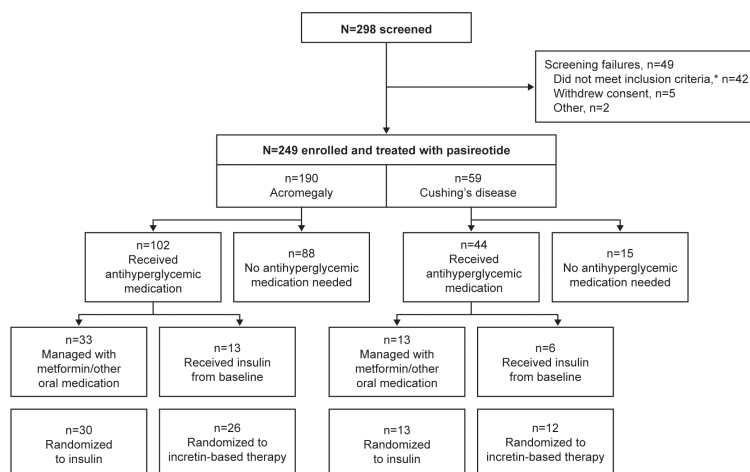 N=298 screened
Screening failures, n=49
Did not meet inclusion criteria,* n=42
Withdrew consent, n=5
Other, n=2
N=249 enrolled and treated with pasireotide
n=190
Acromegaly
n=59
Cushing's disease
n=102
Received
antihyperglycemic
medication
n=88
No antihyperglycemic
medication needed
n=44
Received
antihyperglycemic
medication
n=15
No antihyperglycemic
medication needed
n=33
Managed with
metformin/other
oral medication
n=13
Received insulin
from baseline
n=13
Managed with
metformin/other
oral medication
n=6
Received insulin
from baseline
n=30
Randomized
to insulin
n=26
Randomized to
incretin-based therapy
n=13
Randomized
to insulin
n=12
Randomized to
incretin-based therapy